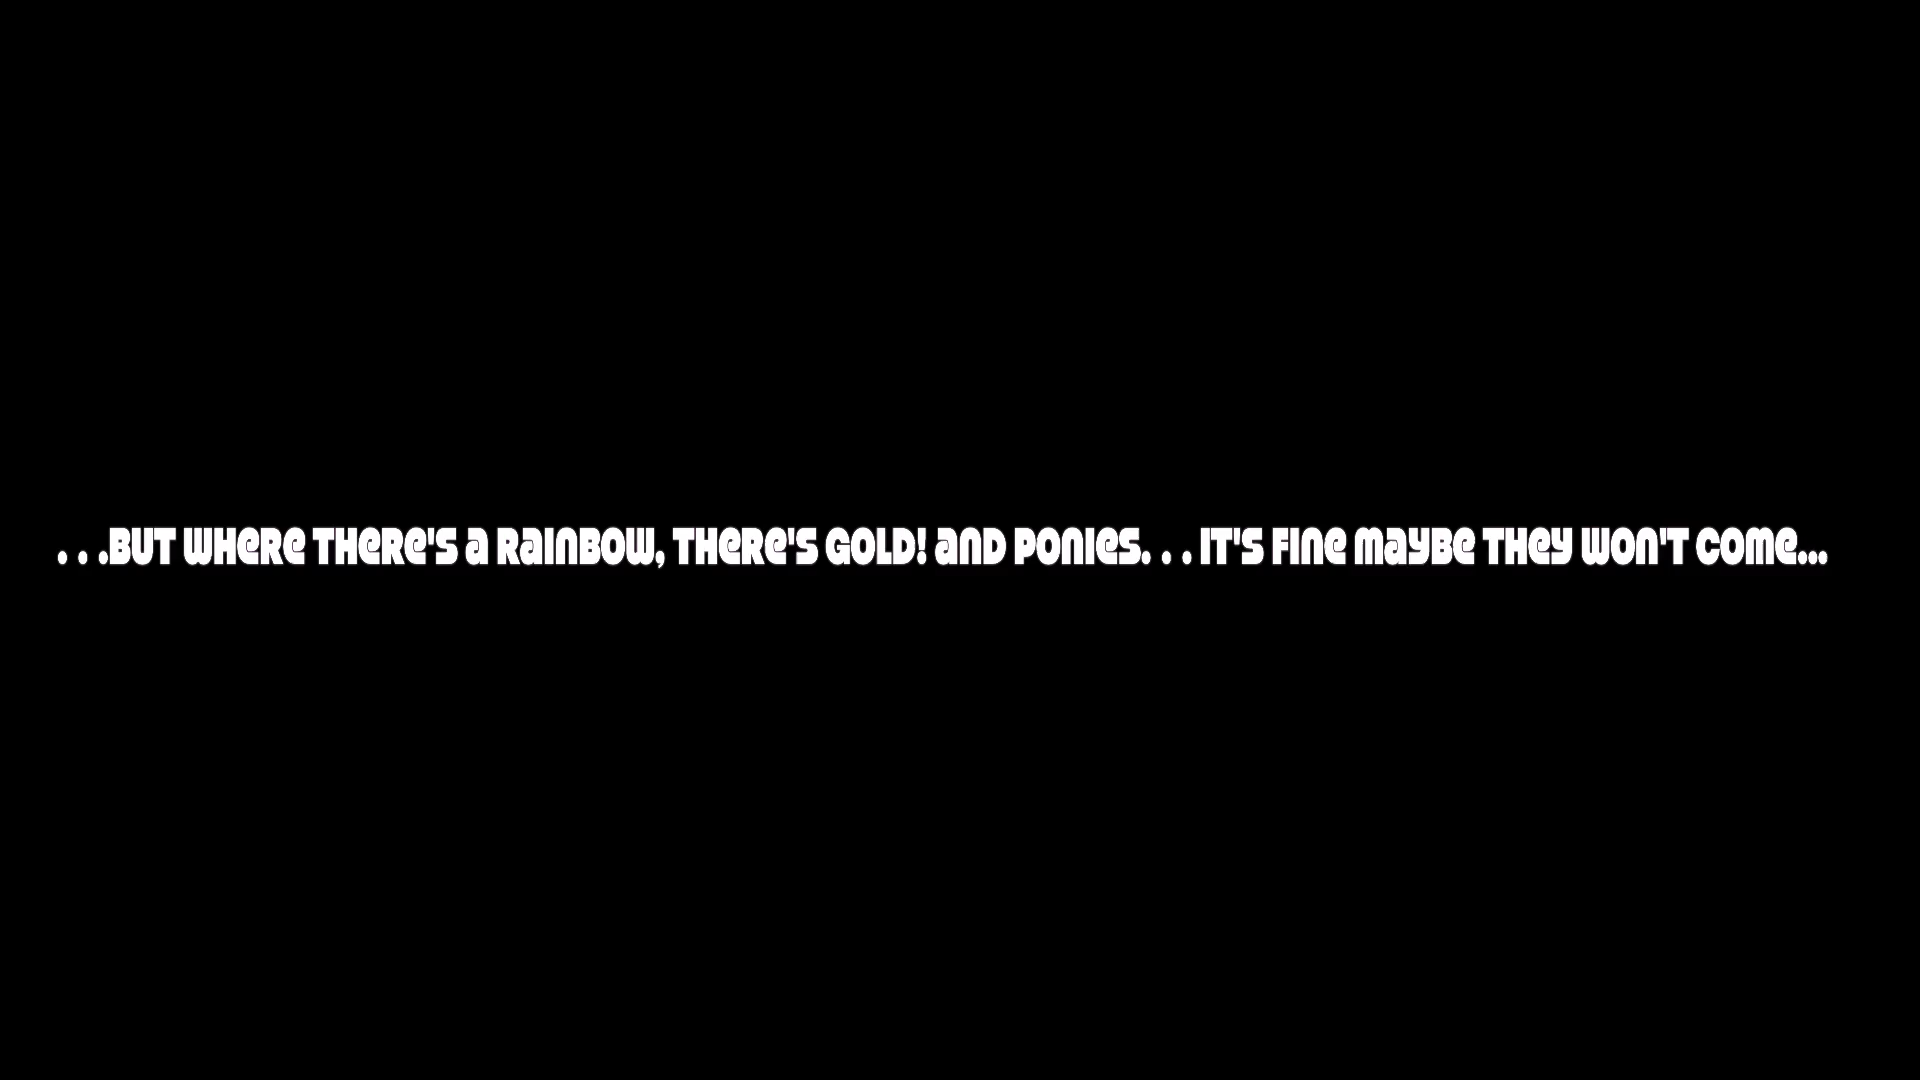 . . .BUT WHERE THERE'S A RAINBOW, THERE'S GOLD! AND PONIES. . . IT'S FINE MAYBE THEY WON'T COME...